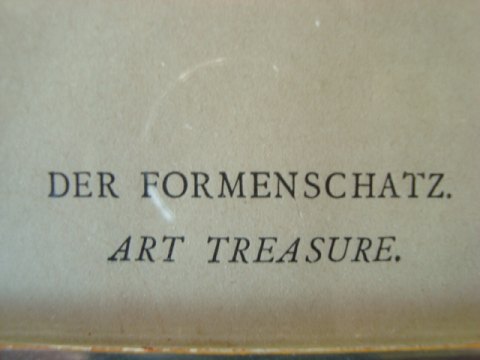 DER FORMENSCHATZ.
ART TREASURE.